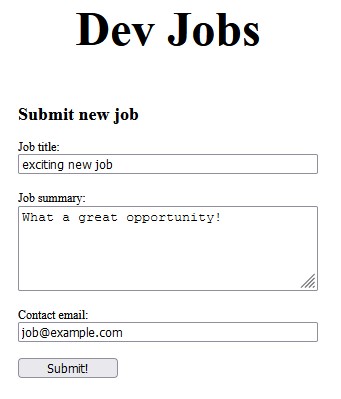 Dev Jobs
Submit new job
Job title:
exciting new job
Job summary:
What a great opportunity!
Contact email:
job@example.com
Submit!